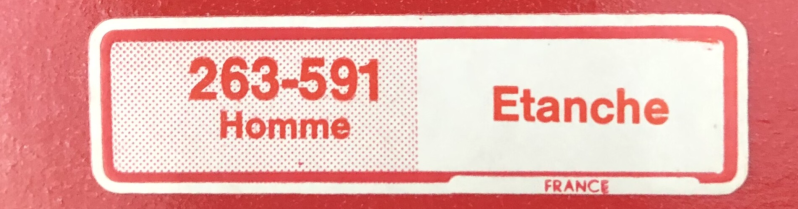 263-591
Homme
Etanche
FRANCE